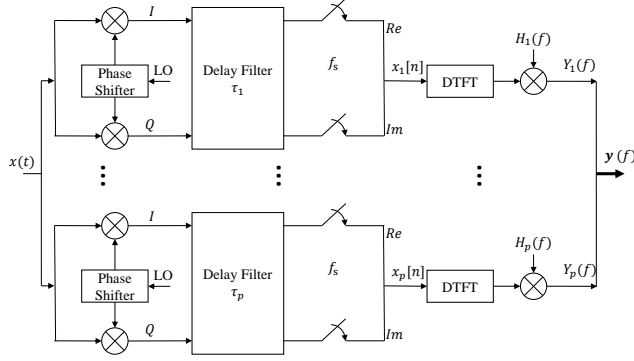 I
Re
H₁(f)
Phase
Shifter
LO
Delay Filter
τ₁
fₛ
x₁[n]
DTFT
Y₁(f)
Q
Im
x(t)
⋮
⋮
⋮
𝒚(f)
I
Re
Hₚ(f)
Phase
Shifter
LO
Delay Filter
τₚ
fₛ
xₚ[n]
DTFT
Yₚ(f)
Q
Im